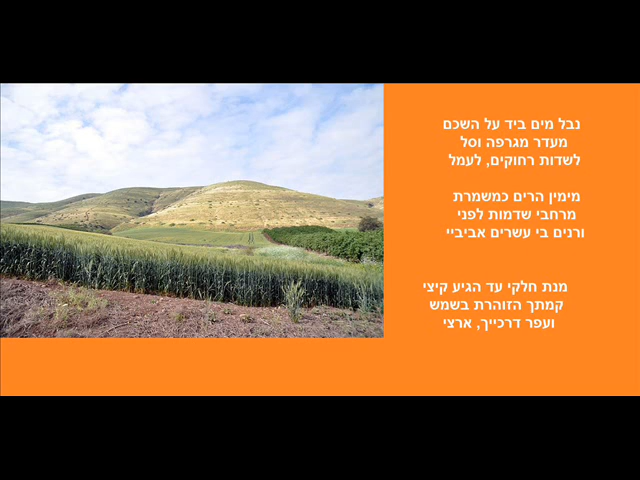 נבל מים ביד על השכם
מעדר מגרפה וסל
לשדות רחוקים, לעמל
מימין הרים כמשמרת
מרחבי שדמות לפני
ורנים בי עשרים אביביי
מנת חלקי עד הגיע קיצי
קמתך הזוהרת בשמש
ועפר דרכייך, ארצי